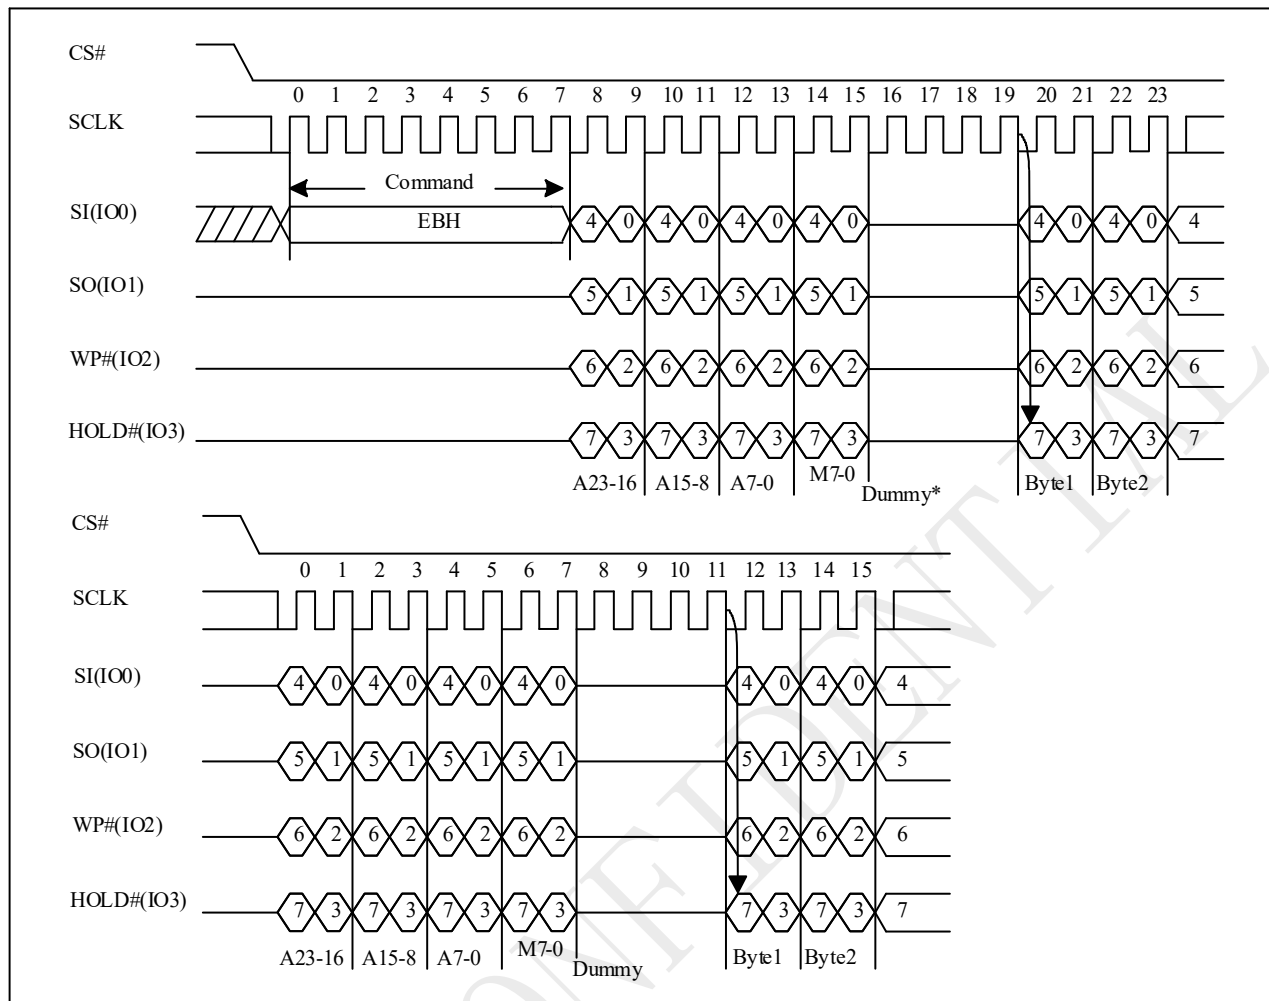 CS#
0 1 2 3 4 5 6 7 8 9 10 11 12 13 14 15 16 17 18 19 20 21 22 23
SCLK
Command
SI(IO0) EBH 4 0 4 0 4 0 4 0 4 0 4 0 4
SO(IO1) 5 1 5 1 5 1 5 1 5 1 5 1 5
WP#(IO2) 6 2 6 2 6 2 6 2 6 2 6 2 6
HOLD#(IO3) 7 3 7 3 7 3 7 3 7 3 7 3 7
A23-16 A15-8 A7-0 M7-0 Dummy* Byte1 Byte2
CS#
0 1 2 3 4 5 6 7 8 9 10 11 12 13 14 15
SCLK
SI(IO0) 4 0 4 0 4 0 4 0 4 0 4 0 4
SO(IO1) 5 1 5 1 5 1 5 1 5 1 5 1 5
WP#(IO2) 6 2 6 2 6 2 6 2 6 2 6 2 6
HOLD#(IO3) 7 3 7 3 7 3 7 3 7 3 7 3 7
A23-16 A15-8 A7-0 M7-0 Dummy Byte1 Byte2
ONFIDENTIAL